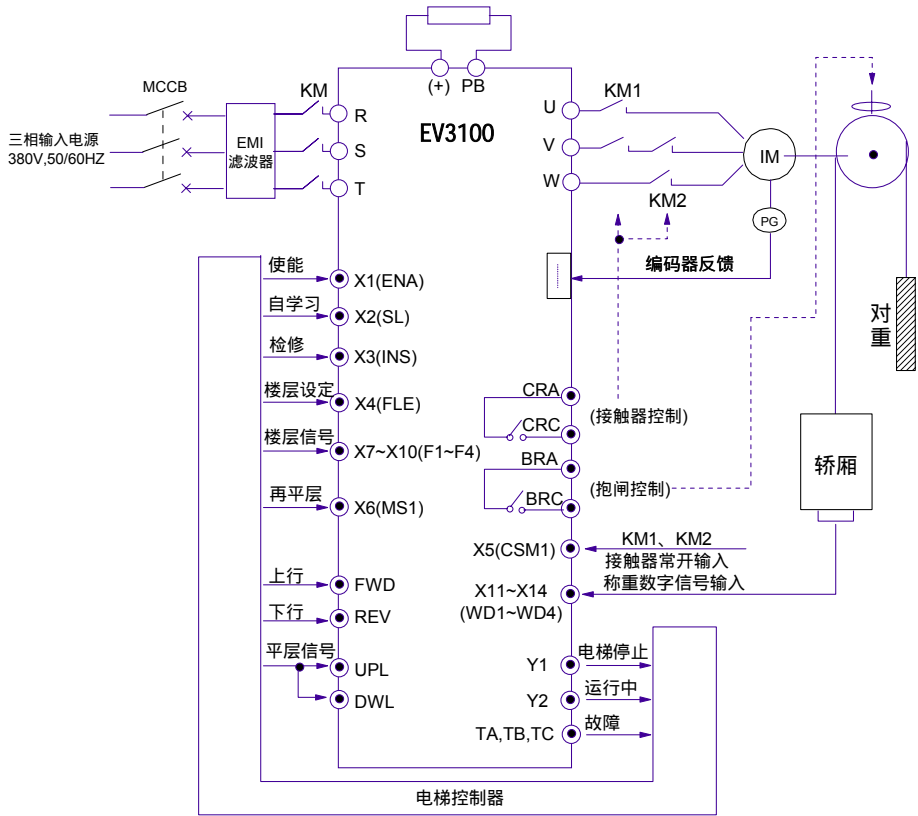 (+)
PB
MCCB
KM
R
EV3100
U
KM1
三相输入电源
380V,50/60HZ
EMI
滤波器
S
V
IM
T
W
KM2
PG
编码器反馈
使能
X1(ENA)
自学习
X2(SL)
检修
X3(INS)
楼层设定
X4(FLE)
楼层信号
X7~X10(F1~F4)
再平层
X6(MS1)
上行
FWD
下行
REV
平层信号
UPL
DWL
CRA
CRC
(接触器控制)
BRA
BRC
(抱闸控制)
X5(CSM1)
KM1、KM2
接触器常开输入
称重数字信号输入
X11~X14
(WD1~WD4)
Y1
电梯停止
Y2
运行中
TA,TB,TC
故障
对
重
轿厢
电梯控制器